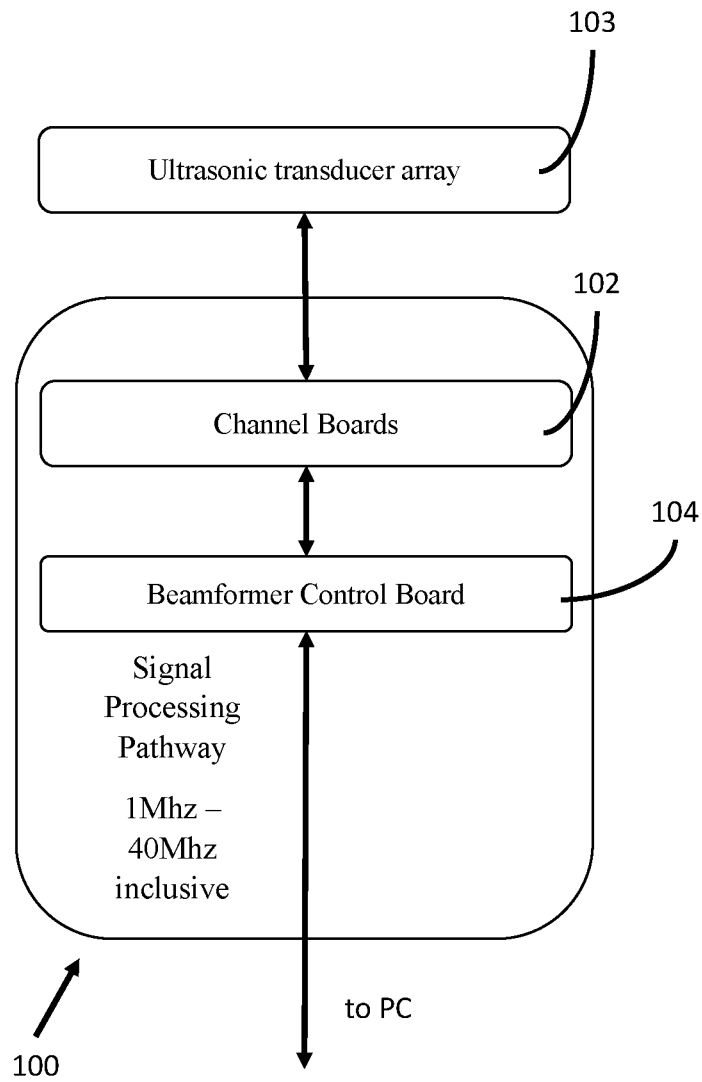 103
Ultrasonic transducer array
102
Channel Boards
104
Beamformer Control Board
Signal
Processing
Pathway
1Mhz –
40Mhz
inclusive
to PC
100